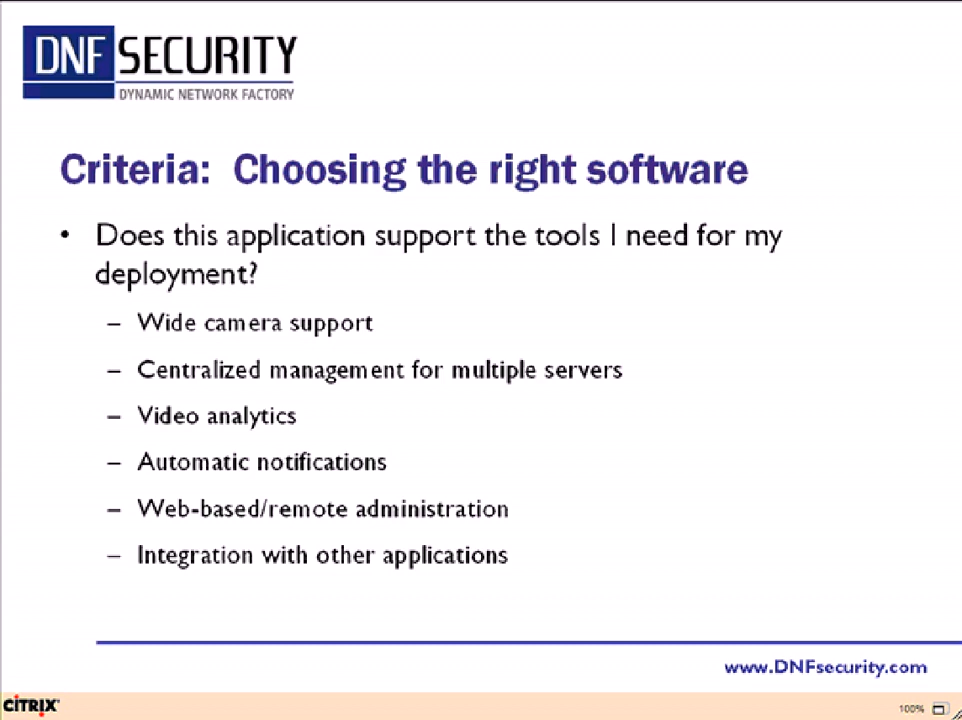 DNF SECURITY
DYNAMIC NETWORK FACTORY
Criteria: Choosing the right software
• Does this application support the tools I need for my
deployment?
– Wide camera support
– Centralized management for multiple servers
– Video analytics
– Automatic notifications
– Web-based/remote administration
– Integration with other applications
www.DNFsecurity.com
CITRIX
100%